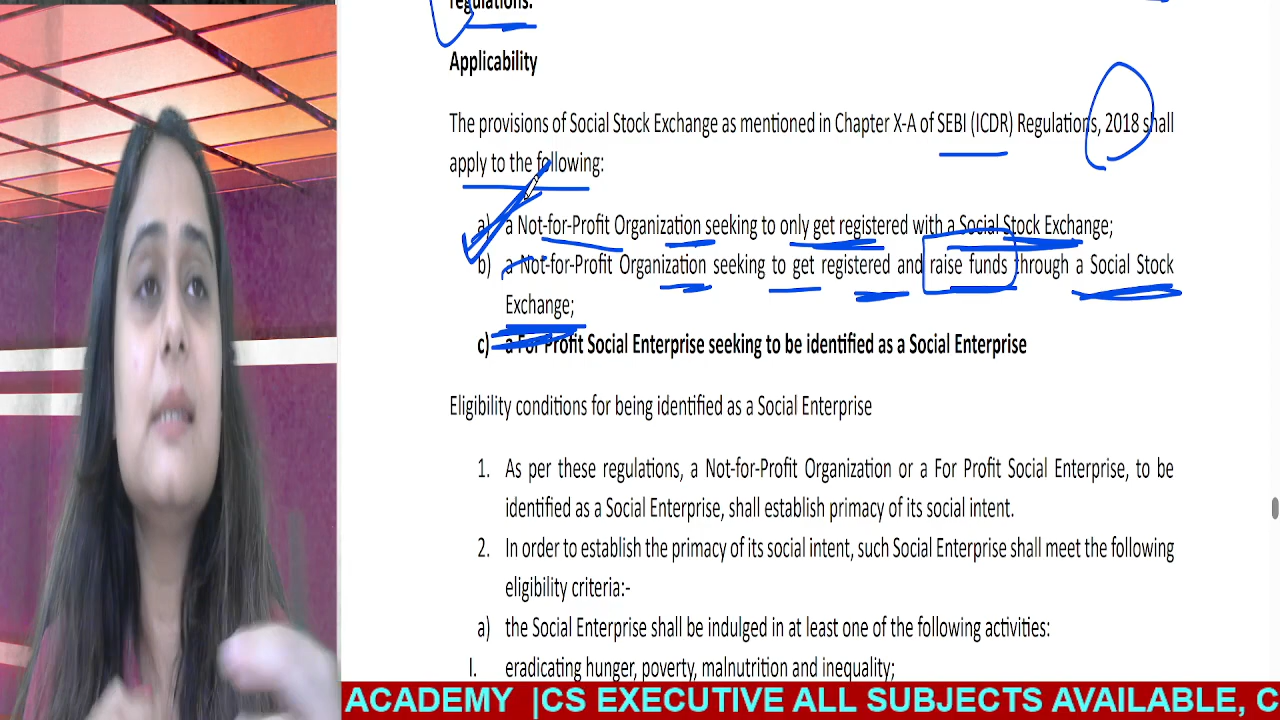 regulations.
Applicability
The provisions of Social Stock Exchange as mentioned in Chapter X-A of SEBI (ICDR) Regulations, 2018 shall
apply to the following:
a) a Not-for-Profit Organization seeking to only get registered with a Social Stock Exchange;
b) a Not-for-Profit Organization seeking to get registered and raise funds through a Social Stock
Exchange;
c) a For Profit Social Enterprise seeking to be identified as a Social Enterprise
Eligibility conditions for being identified as a Social Enterprise
1. As per these regulations, a Not-for-Profit Organization or a For Profit Social Enterprise, to be
identified as a Social Enterprise, shall establish primacy of its social intent.
2. In order to establish the primacy of its social intent, such Social Enterprise shall meet the following
eligibility criteria:-
a) the Social Enterprise shall be indulged in at least one of the following activities:
I. eradicating hunger, poverty, malnutrition and inequality;
ACADEMY |CS EXECUTIVE ALL SUBJECTS AVAILABLE, C